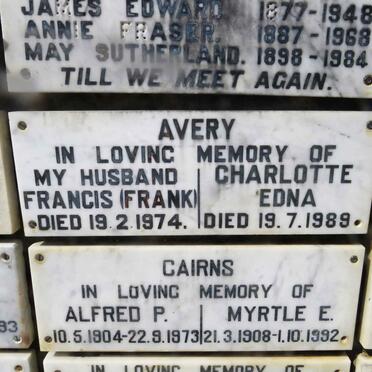 JAMES EDWARD 1877-1948
ANNIE FRASER. 1887-1968
MAY SUTHERLAND. 1898-1984
TILL WE MEET AGAIN.
AVERY
IN LOVING MEMORY OF
MY HUSBAND
FRANCIS (FRANK)
DIED 19.2.1974.
CHARLOTTE
EDNA
DIED 19.7.1989
CAIRNS
IN LOVING MEMORY OF
ALFRED P.
10.5.1904-22.9.1973
MYRTLE E.
21.3.1908-1.10.1992
93
IN LOVING MEMORY OF